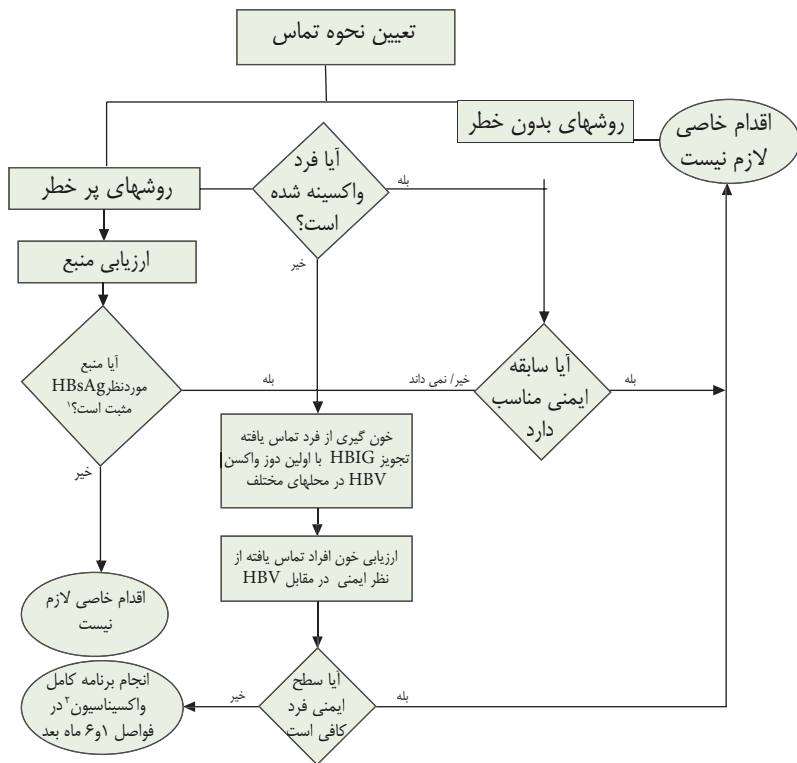 تعیین نحوه تماس
روشهای بدون خطر
اقدام خاصی
لازم نیست
روشهای پر خطر
آیا فرد
واکسینه شده
است؟
بله
خیر
ارزیابی منبع
آیا منبع
موردنظرHBsAg
مثبت است؟۱
بله
خیر
خیر/ نمی داند
آیا سابقه
ایمنی مناسب
دارد
بله
خون گیری از فرد تماس یافته
تجویز HBIG با اولین دوز واکسن
HBV در محلهای مختلف
ارزیابی خون افراد تماس یافته از
نظر ایمنی در مقابل HBV
اقدام خاصی لازم
نیست
آیا سطح
ایمنی فرد
کافی است
بله
خیر
انجام برنامه کامل
واکسیناسیون۲ در
فواصل ۱و۶ ماه بعد